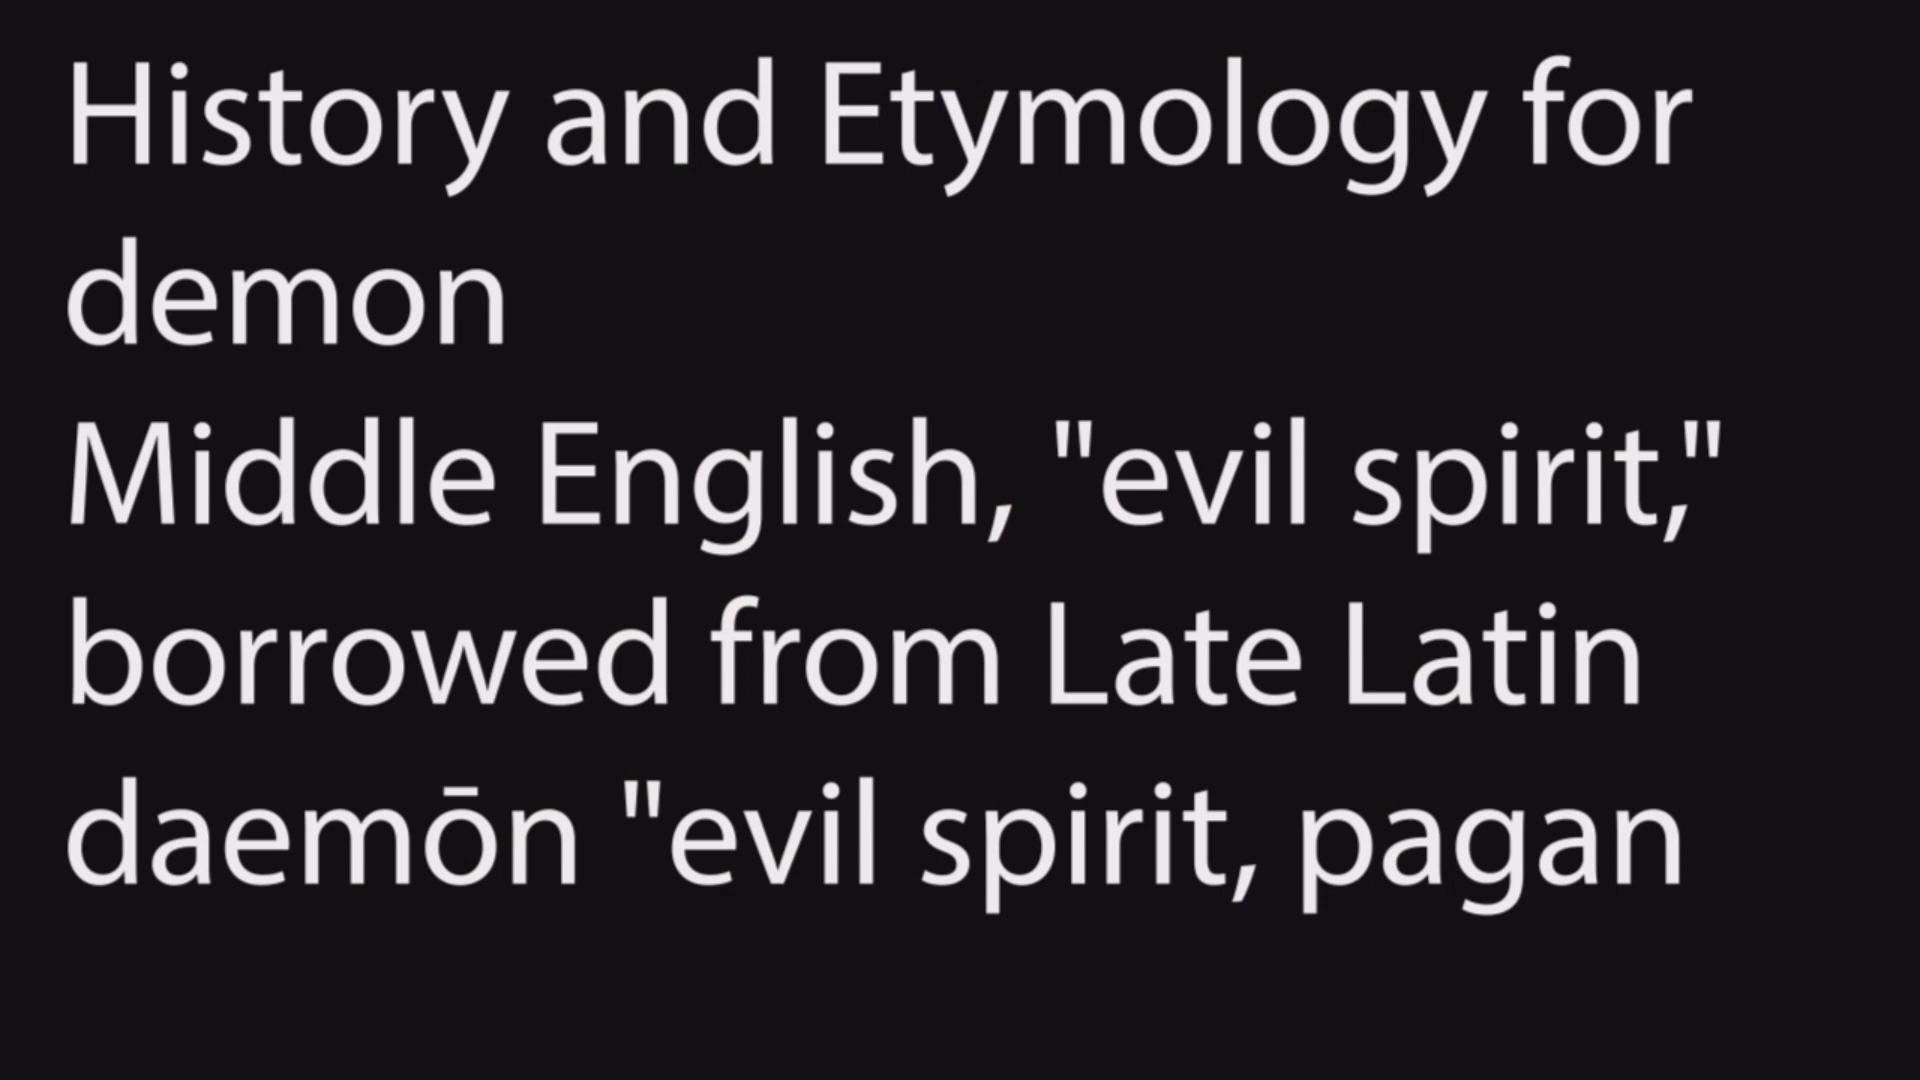 History and Etymology for
demon
Middle English, "evil spirit,"
borrowed from Late Latin
daemōn "evil spirit, pagan